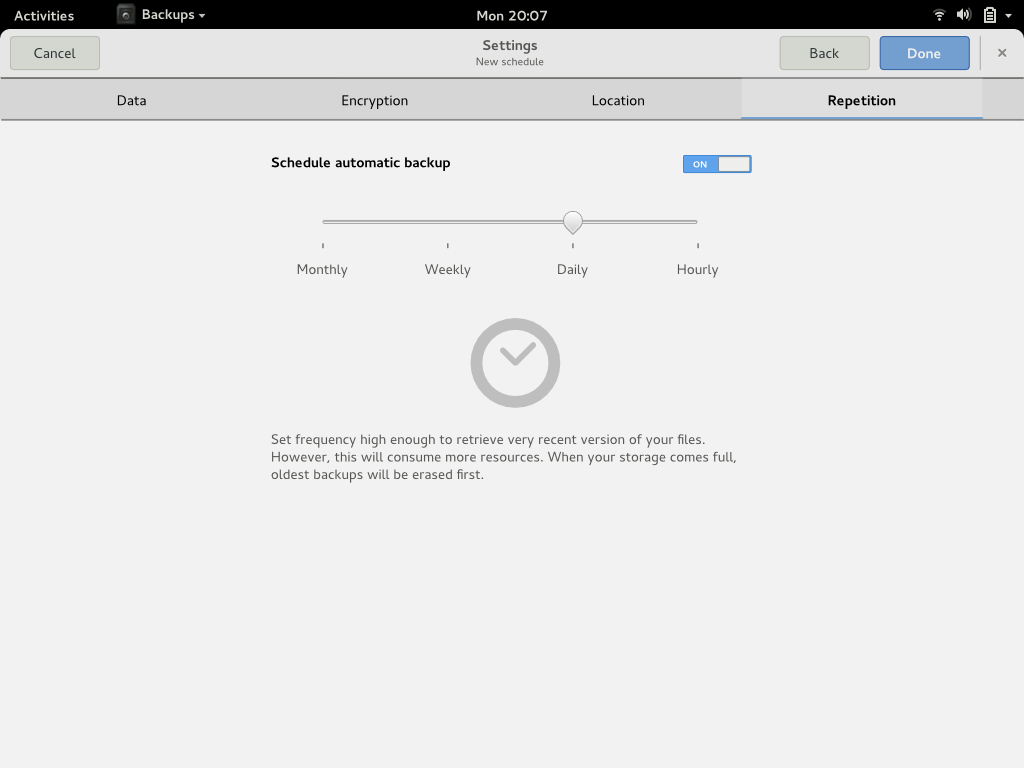 Activities Backups Mon 20:07
Cancel Settings Back Done
New schedule
Data Encryption Location Repetition
Schedule automatic backup ON
Monthly Weekly Daily Hourly
Set frequency high enough to retrieve very recent version of your files.
However, this will consume more resources. When your storage comes full,
oldest backups will be erased first.